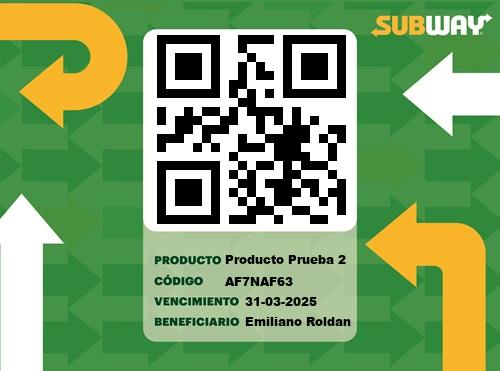 SUBWAY
PRODUCTO Producto Prueba 2
CÓDIGO AF7NAF63
VENCIMIENTO 31-03-2025
BENEFICIARIO Emiliano Roldan